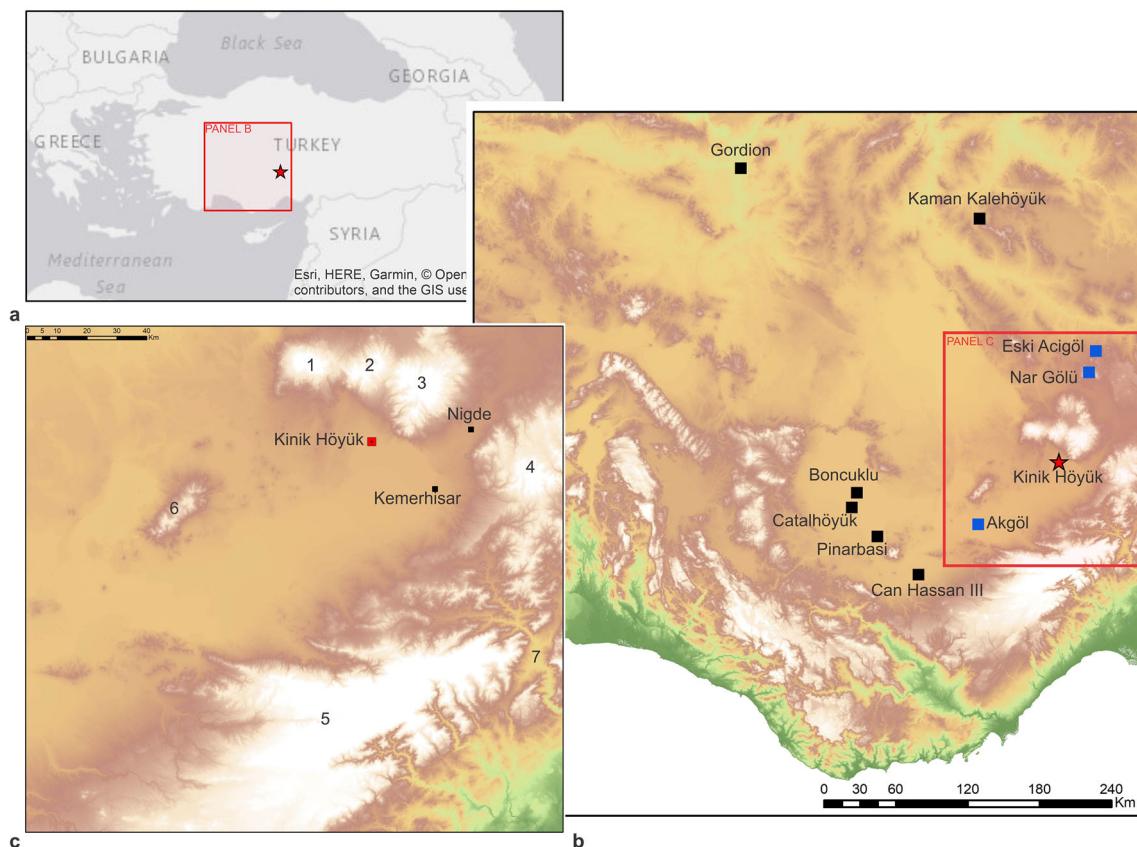 BULGARIA
Black Sea
GEORGIA
GREECE
PANEL B
TURKEY
SYRIA
Mediterranean
Sea
Esri, HERE, Garmin, © Open
contributors, and the GIS use
a
Gordion
Kaman Kalehöyük
PANEL C
Eski Acigöl
Nar Gölü
Kinik Höyük
Boncuklu
Catalhöyük
Akgöl
Pinarbasi
Can Hassan III
0 30 60 120 180 240
Km
b
0 5 10 20 30 40
Km
1
2
3
Nigde
Kinik Höyük
4
Kemerhisar
6
7
5
c